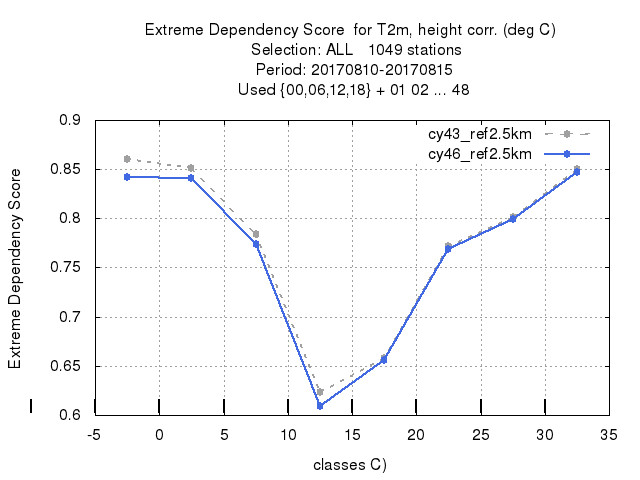 Extreme Dependency Score  for T2m, height corr. (deg C)
Selection: ALL   1049 stations
Period: 20170810-20170815
Used {00,06,12,18} + 01 02 ... 48
cy43_ref2.5km
cy46_ref2.5km
Extreme Dependency Score
0.9
0.85
0.8
0.75
0.7
0.65
0.6
-5 0 5 10 15 20 25 30 35
classes C)